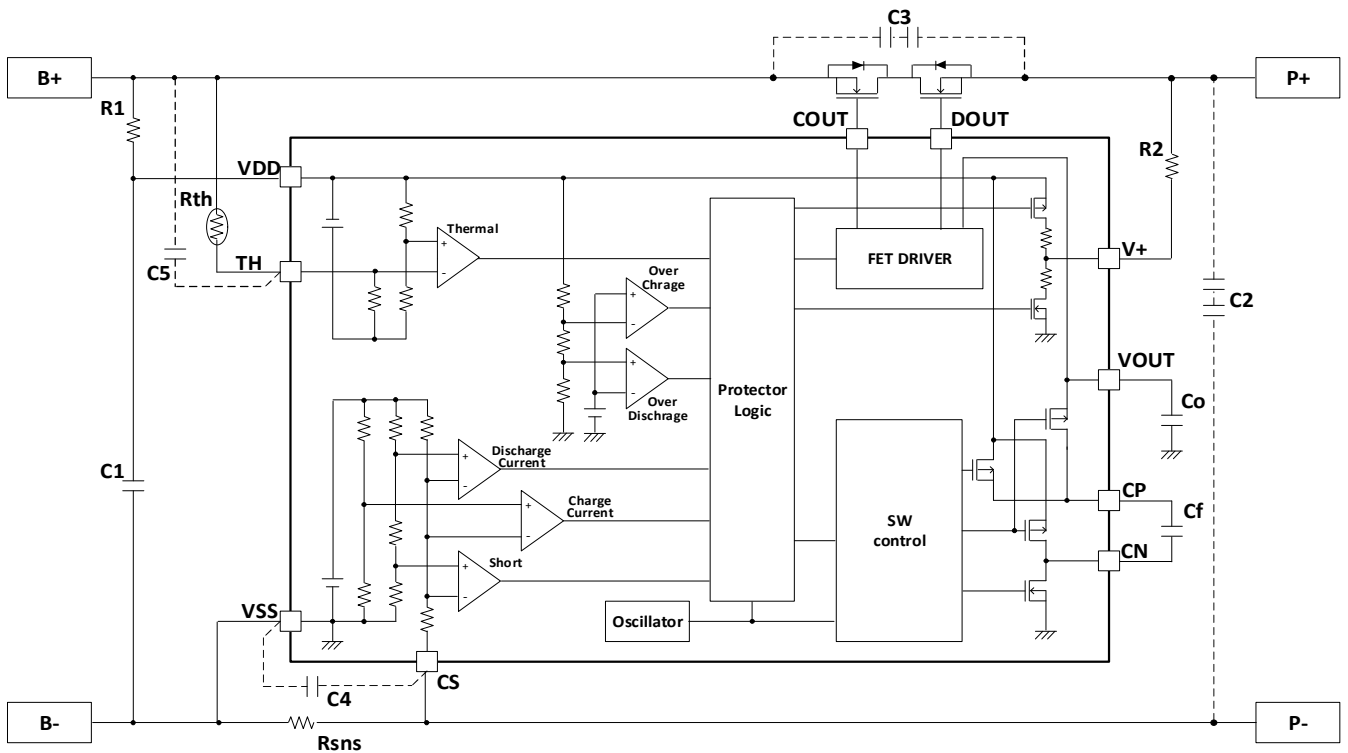 C3
B+
P+
R1
COUT
DOUT
R2
VDD
Rth
Thermal
TH
C5
FET DRIVER
V+
Over
Chrage
C2
VOUT
Protector
Logic
Over
Dischrage
Co
C1
Discharge
Current
CP
Charge
Current
Cf
SW
control
CN
Short
VSS
Oscillator
CS
C4
B-
Rsns
P-
+
-
+
-
+
-
+
-
+
-
+
-